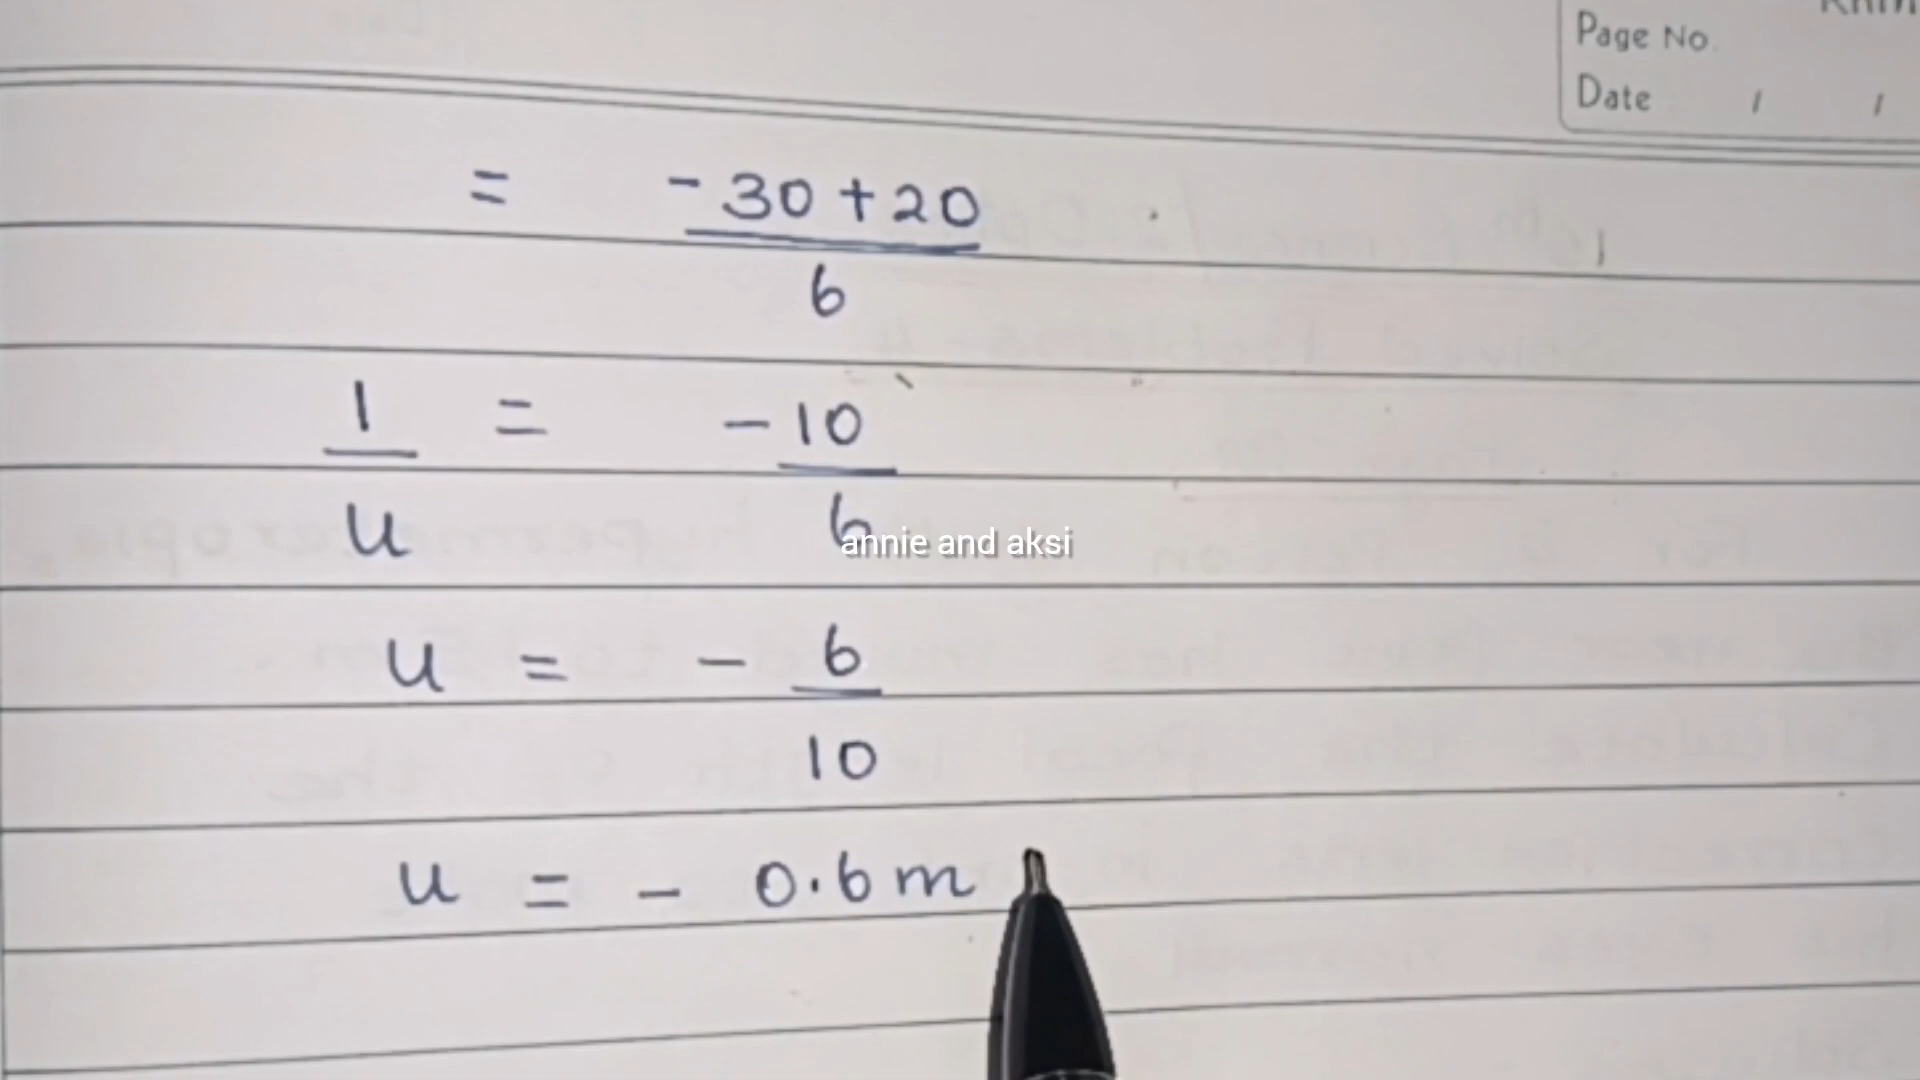 Page No.
Date / /
= -30+20
6
1 = -10
u 6
annie and aksi
u = - 6
10
u = - 0.6m